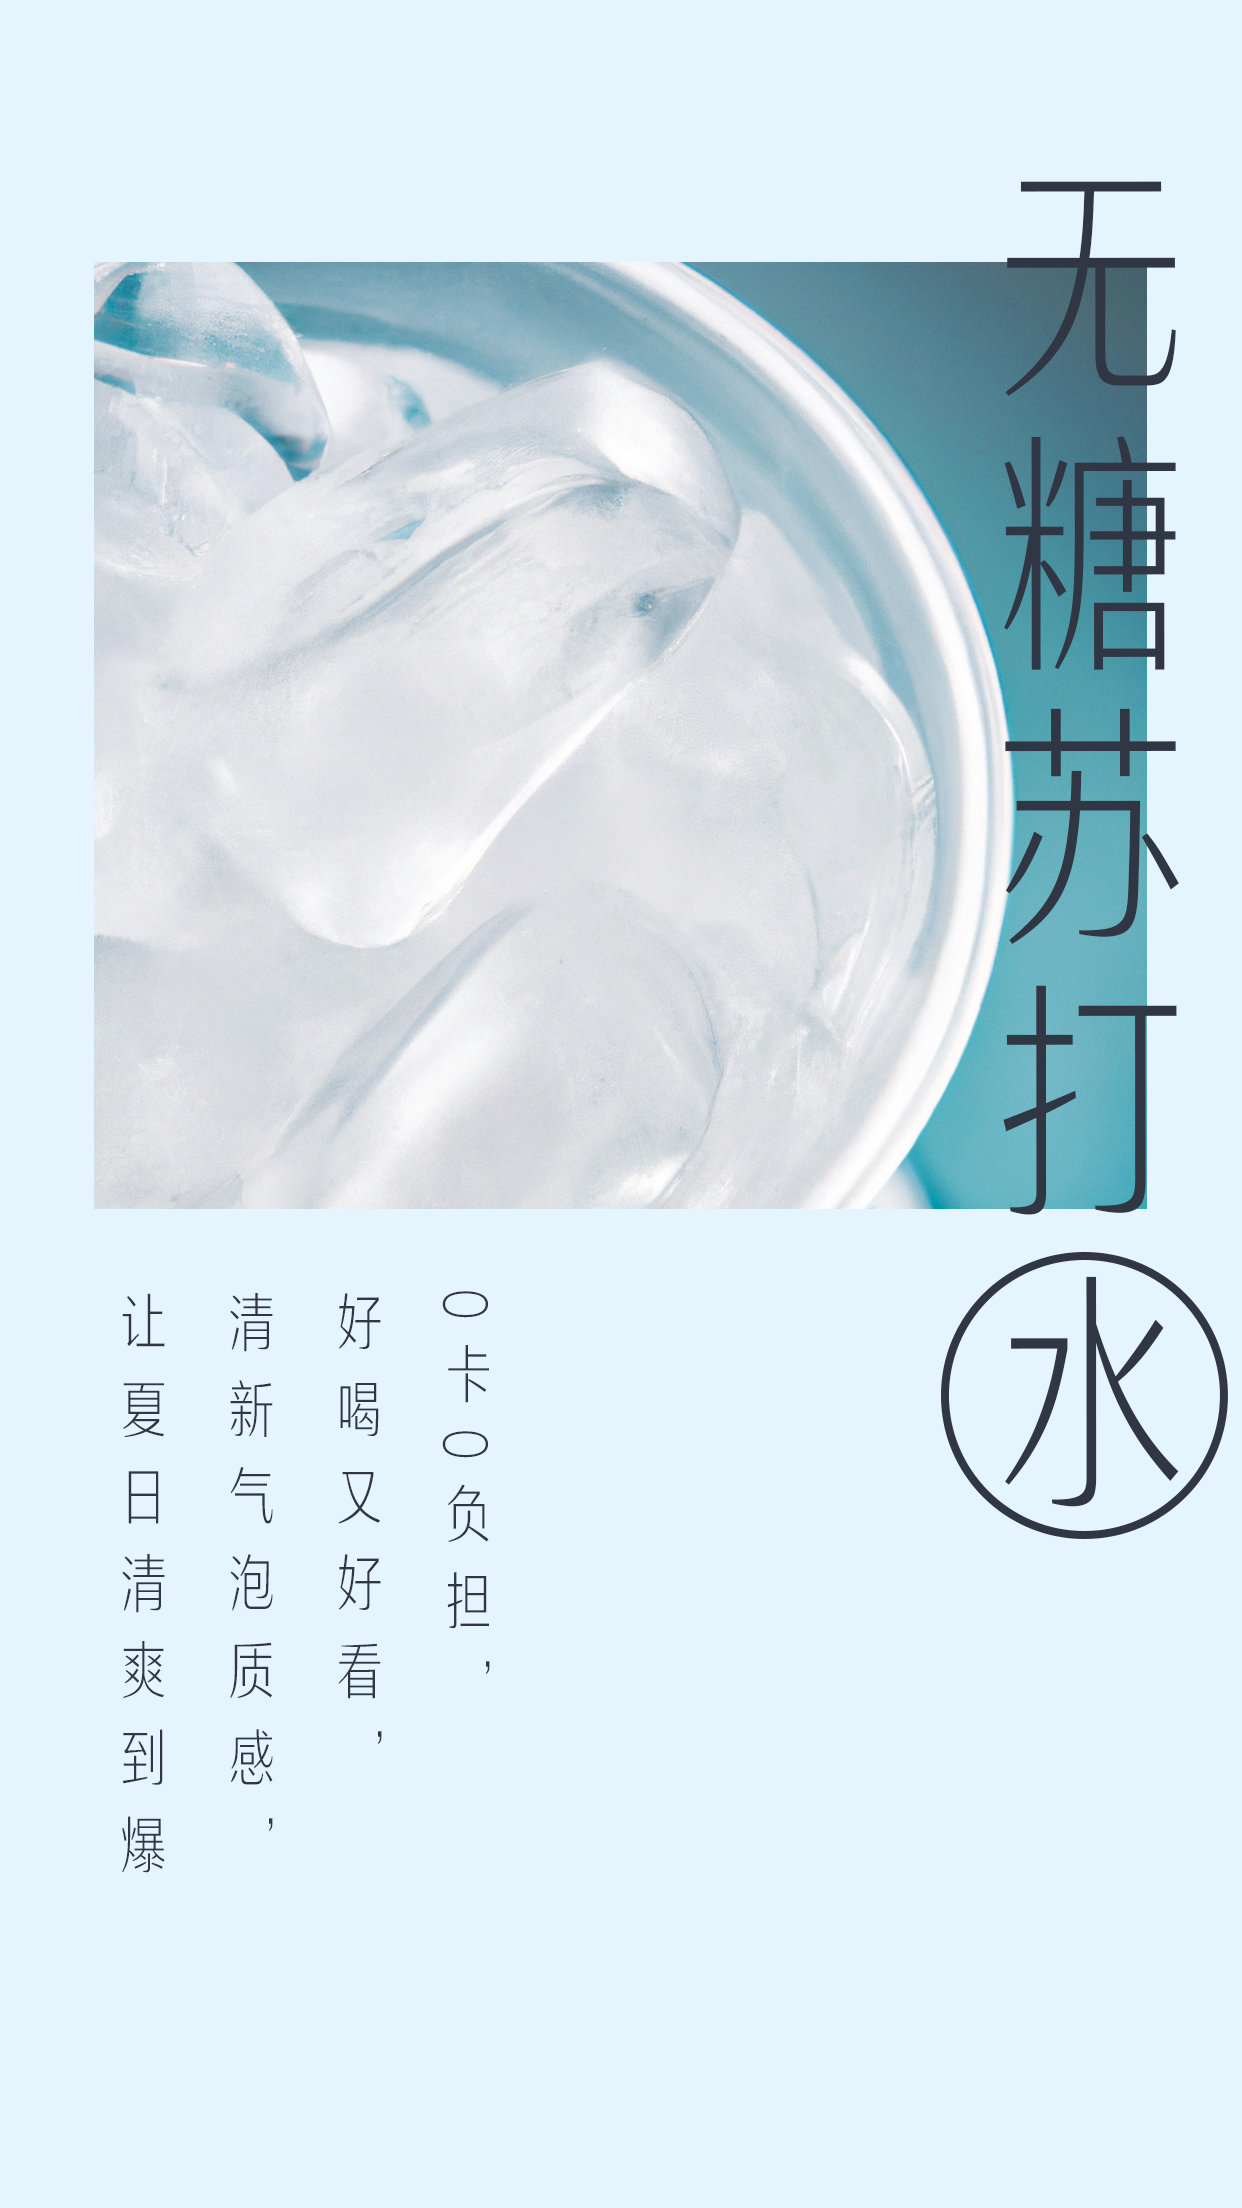 无糖苏打水
0卡0负担，
好喝又好看，
清新气泡质感，
让夏日清爽到爆